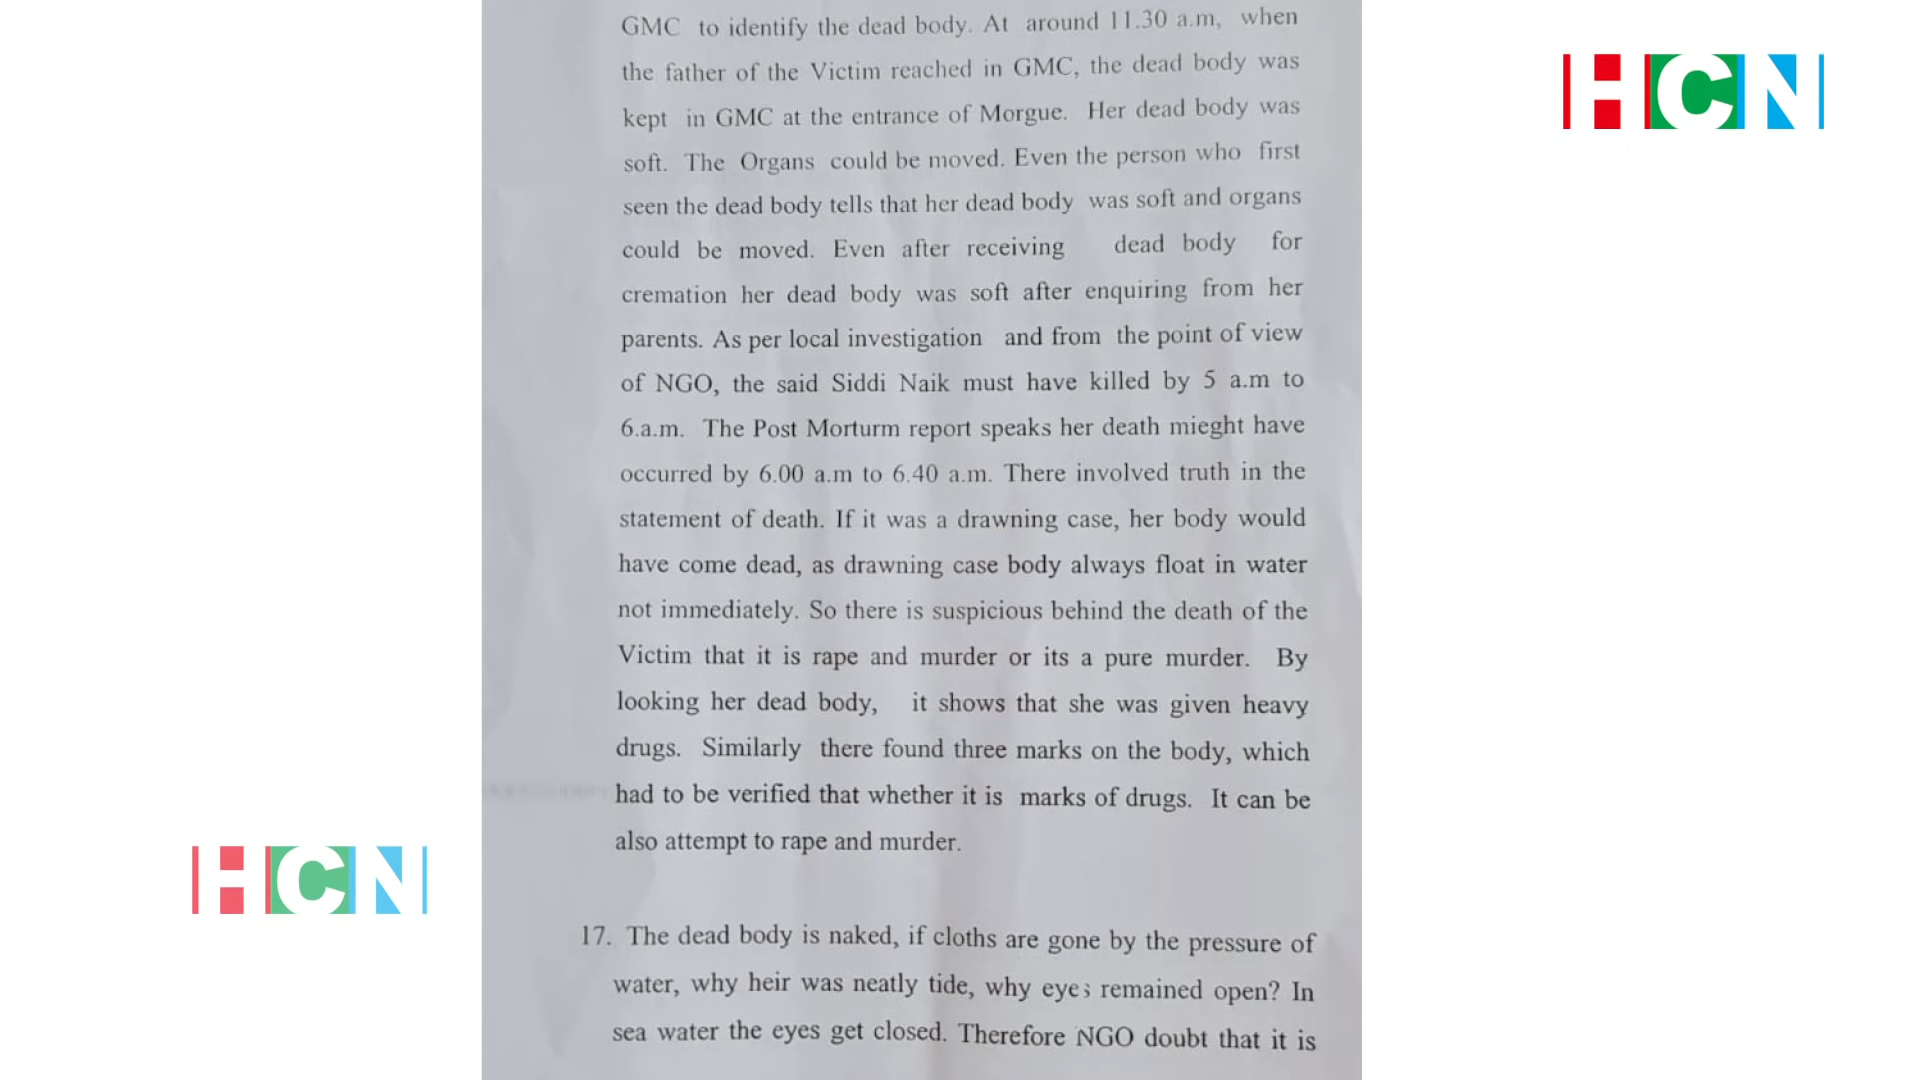 GMC to identify the dead body. At around 11.30 a.m, when
the father of the Victim reached in GMC, the dead body was
kept in GMC at the entrance of Morgue. Her dead body was
soft. The Organs could be moved. Even the person who first
seen the dead body tells that her dead body was soft and organs
could be moved. Even after receiving dead body for
cremation her dead body was soft after enquiring from her
parents. As per local investigation and from the point of view
of NGO, the said Siddi Naik must have killed by 5 a.m to
6.a.m. The Post Morturm report speaks her death mieght have
occurred by 6.00 a.m to 6.40 a.m. There involved truth in the
statement of death. If it was a drawning case, her body would
have come dead, as drawning case body always float in water
not immediately. So there is suspicious behind the death of the
Victim that it is rape and murder or its a pure murder. By
looking her dead body, it shows that she was given heavy
drugs. Similarly there found three marks on the body, which
had to be verified that whether it is marks of drugs. It can be
also attempt to rape and murder.
17. The dead body is naked, if cloths are gone by the pressure of
water, why heir was neatly tide, why eyes remained open? In
sea water the eyes get closed. Therefore NGO doubt that it is
HCN
HCN